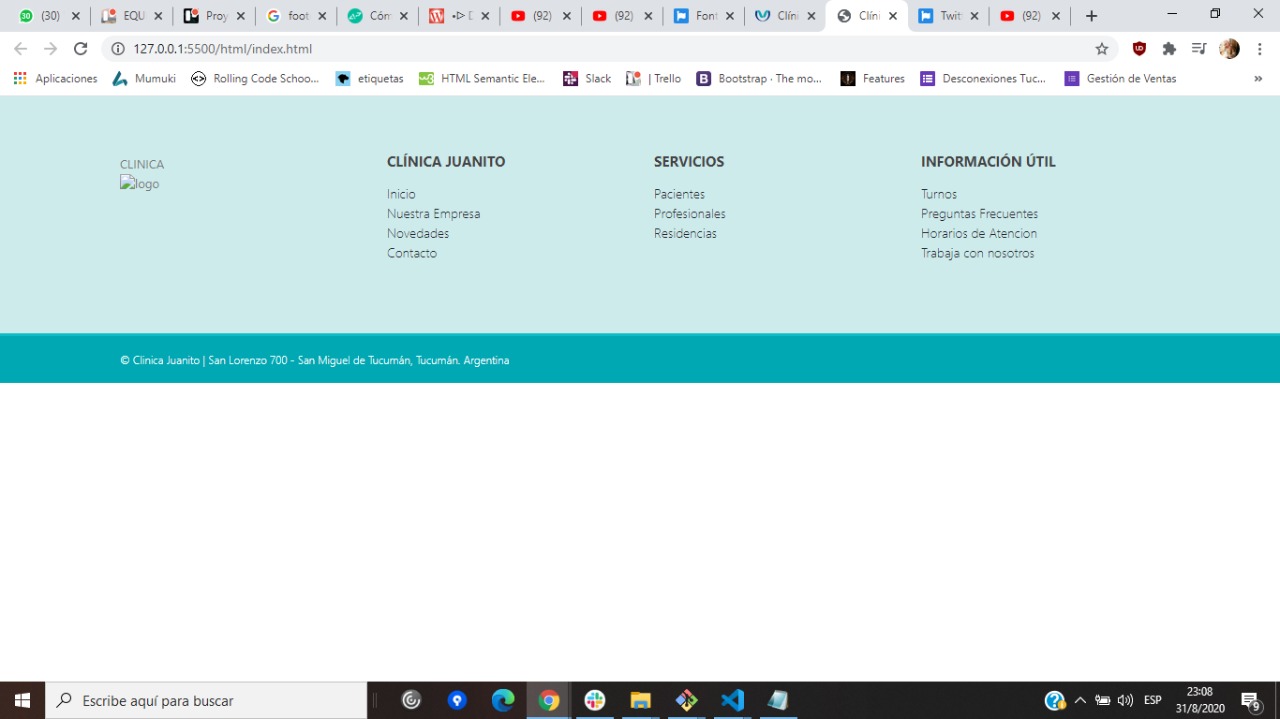 (30) EQU Proy foot Cóm •ᐅ D (92) (92) Font Clíni Clíni Twitt (92)
127.0.0.1:5500/html/index.html
Aplicaciones Mumuki Rolling Code Schoo... etiquetas HTML Semantic Ele... Slack | Trello Bootstrap · The mo... Features Desconexiones Tuc... Gestión de Ventas »
CLINICA
logo
CLÍNICA JUANITO
Inicio
Nuestra Empresa
Novedades
Contacto
SERVICIOS
Pacientes
Profesionales
Residencias
INFORMACIÓN ÚTIL
Turnos
Preguntas Frecuentes
Horarios de Atencion
Trabaja con nosotros
© Clinica Juanito | San Lorenzo 700 - San Miguel de Tucumán, Tucumán. Argentina
Escribe aquí para buscar
ESP
23:08
31/8/2020
9